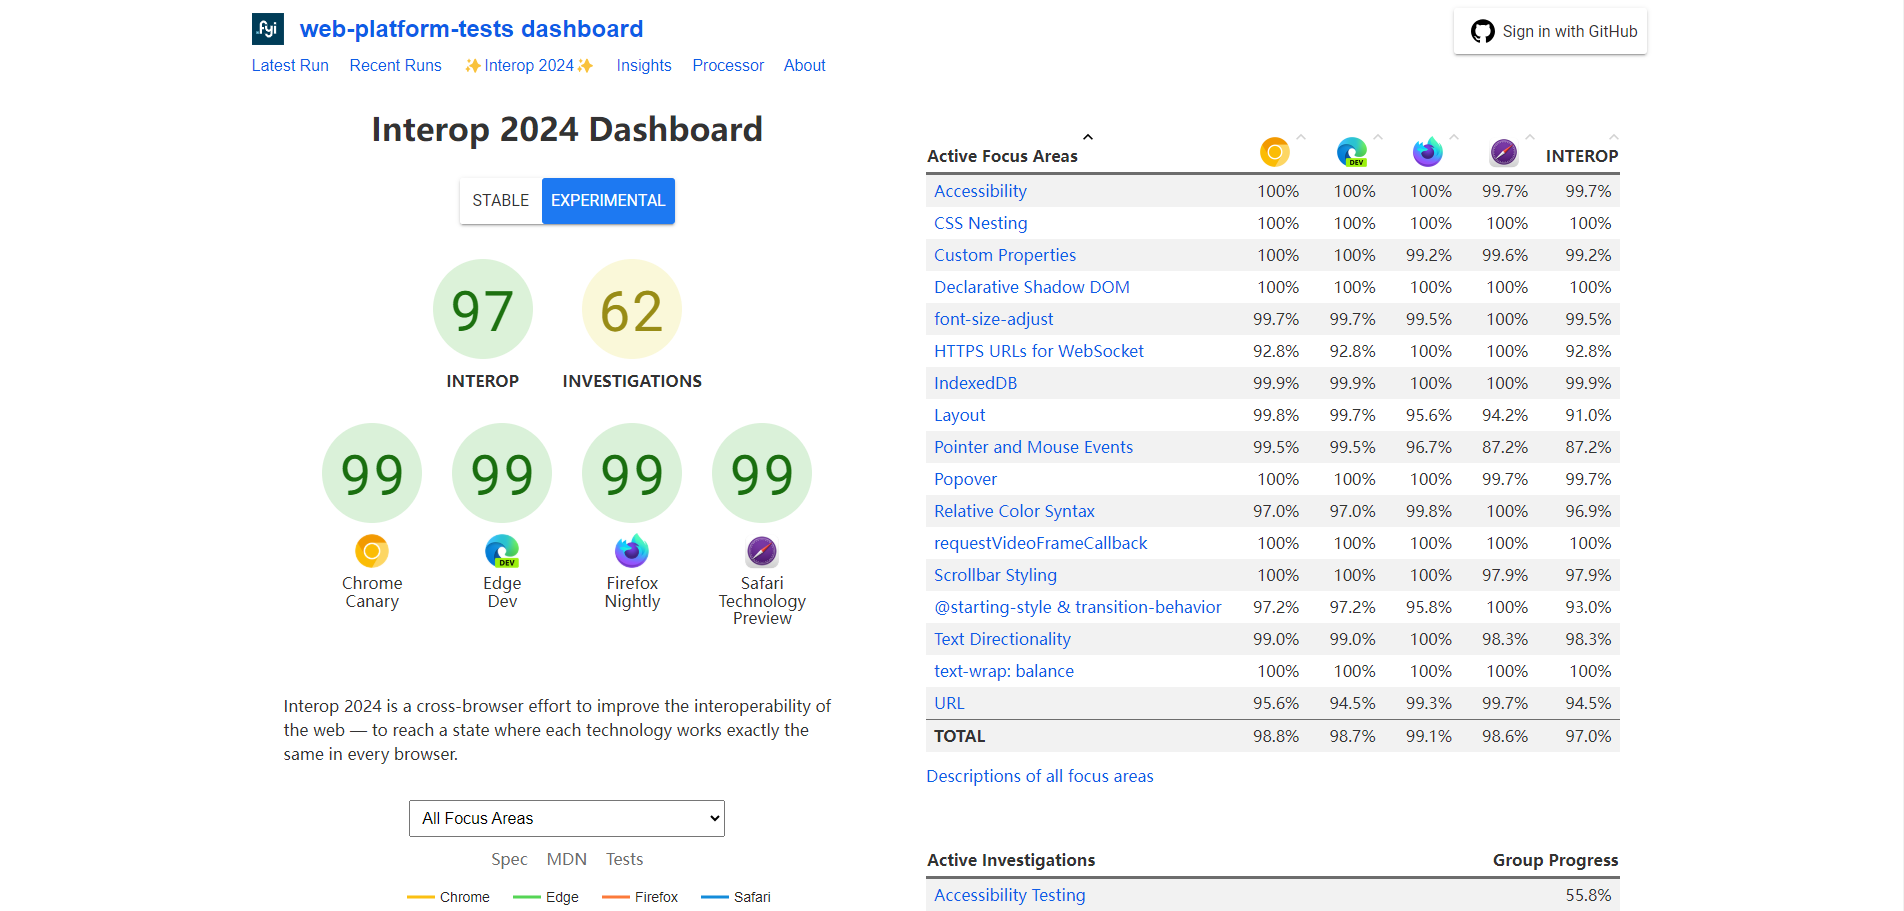 .fyi web-platform-tests dashboard
Sign in with GitHub
Latest Run Recent Runs ✨Interop 2024✨ Insights Processor About
Interop 2024 Dashboard
STABLE EXPERIMENTAL
97 62
INTEROP INVESTIGATIONS
99 99 99 99
DEV
Chrome Canary
Edge Dev
Firefox Nightly
Safari Technology Preview
Interop 2024 is a cross-browser effort to improve the interoperability of
the web — to reach a state where each technology works exactly the
same in every browser.
All Focus Areas
Spec MDN Tests
Chrome Edge Firefox Safari
Active Focus Areas DEV INTEROP
Accessibility 100% 100% 100% 99.7% 99.7%
CSS Nesting 100% 100% 100% 100% 100%
Custom Properties 100% 100% 99.2% 99.6% 99.2%
Declarative Shadow DOM 100% 100% 100% 100% 100%
font-size-adjust 99.7% 99.7% 99.5% 100% 99.5%
HTTPS URLs for WebSocket 92.8% 92.8% 100% 100% 92.8%
IndexedDB 99.9% 99.9% 100% 100% 99.9%
Layout 99.8% 99.7% 95.6% 94.2% 91.0%
Pointer and Mouse Events 99.5% 99.5% 96.7% 87.2% 87.2%
Popover 100% 100% 100% 99.7% 99.7%
Relative Color Syntax 97.0% 97.0% 99.8% 100% 96.9%
requestVideoFrameCallback 100% 100% 100% 100% 100%
Scrollbar Styling 100% 100% 100% 97.9% 97.9%
@starting-style & transition-behavior 97.2% 97.2% 95.8% 100% 93.0%
Text Directionality 99.0% 99.0% 100% 98.3% 98.3%
text-wrap: balance 100% 100% 100% 100% 100%
URL 95.6% 94.5% 99.3% 99.7% 94.5%
TOTAL 98.8% 98.7% 99.1% 98.6% 97.0%
Descriptions of all focus areas
Active Investigations Group Progress
Accessibility Testing 55.8%